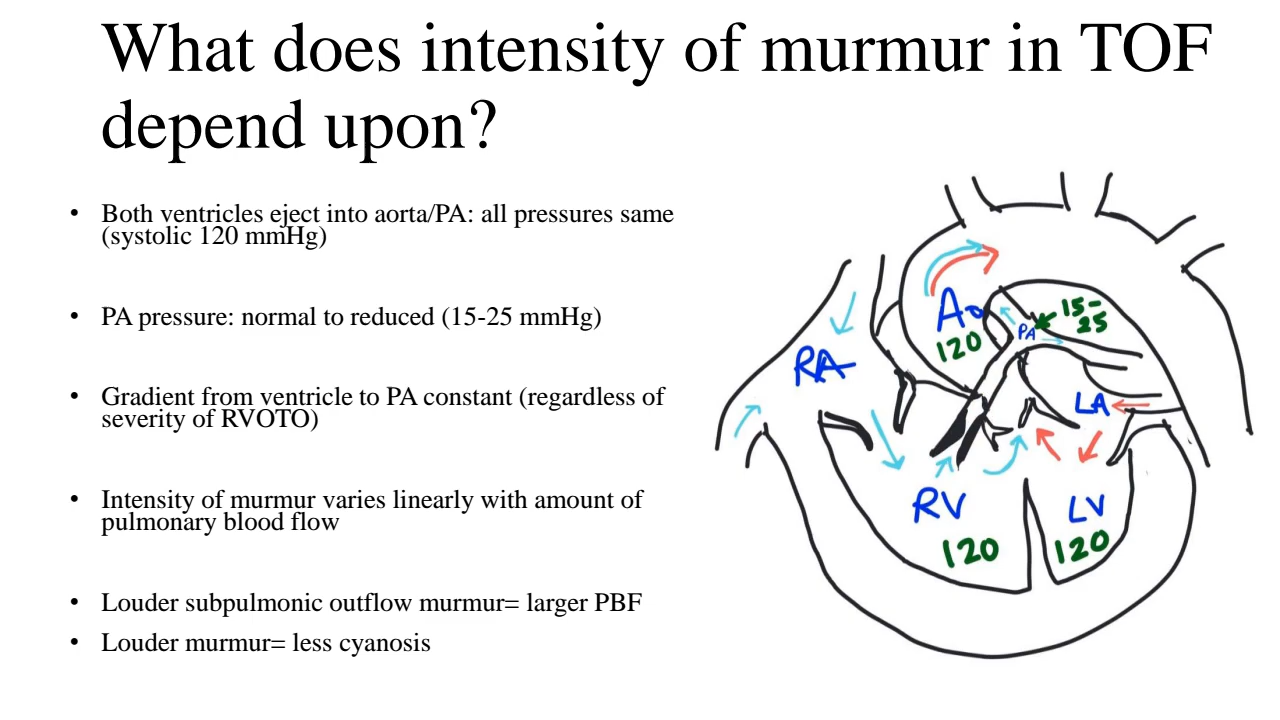 What does intensity of murmur in TOF
depend upon?
• Both ventricles eject into aorta/PA: all pressures same
(systolic 120 mmHg)
• PA pressure: normal to reduced (15-25 mmHg)
• Gradient from ventricle to PA constant (regardless of
severity of RVOTO)
• Intensity of murmur varies linearly with amount of
pulmonary blood flow
• Louder subpulmonic outflow murmur= larger PBF
• Louder murmur= less cyanosis
Ao
120
PA
15-
25
RA
LA
RV
120
LV
120